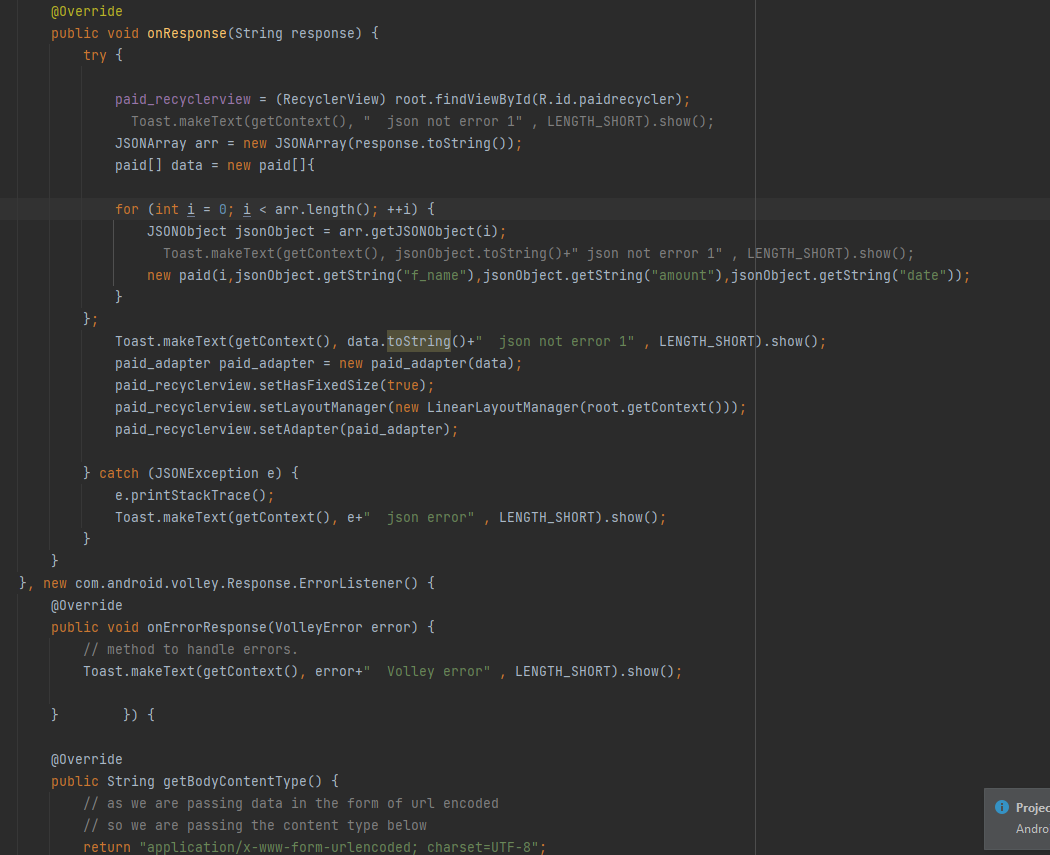 @Override
public void onResponse(String response) {
try {
paid_recyclerview = (RecyclerView) root.findViewById(R.id.paidrecycler);
Toast.makeText(getContext(), "  json not error 1" , LENGTH_SHORT).show();
JSONArray arr = new JSONArray(response.toString());
paid[] data = new paid[]{
for (int i = 0; i < arr.length(); ++i) {
JSONObject jsonObject = arr.getJSONObject(i);
Toast.makeText(getContext(), jsonObject.toString()+" json not error 1" , LENGTH_SHORT).show();
new paid(i,jsonObject.getString("f_name"),jsonObject.getString("amount"),jsonObject.getString("date"));
}
};
Toast.makeText(getContext(), data.toString()+"  json not error 1" , LENGTH_SHORT).show();
paid_adapter paid_adapter = new paid_adapter(data);
paid_recyclerview.setHasFixedSize(true);
paid_recyclerview.setLayoutManager(new LinearLayoutManager(root.getContext()));
paid_recyclerview.setAdapter(paid_adapter);
} catch (JSONException e) {
e.printStackTrace();
Toast.makeText(getContext(), e+"  json error" , LENGTH_SHORT).show();
}
}
}, new com.android.volley.Response.ErrorListener() {
@Override
public void onErrorResponse(VolleyError error) {
// method to handle errors.
Toast.makeText(getContext(), error+"  Volley error" , LENGTH_SHORT).show();
}        }) {
@Override
public String getBodyContentType() {
// as we are passing data in the form of url encoded
// so we are passing the content type below
return "application/x-www-form-urlencoded; charset=UTF-8";
Projec
Andro